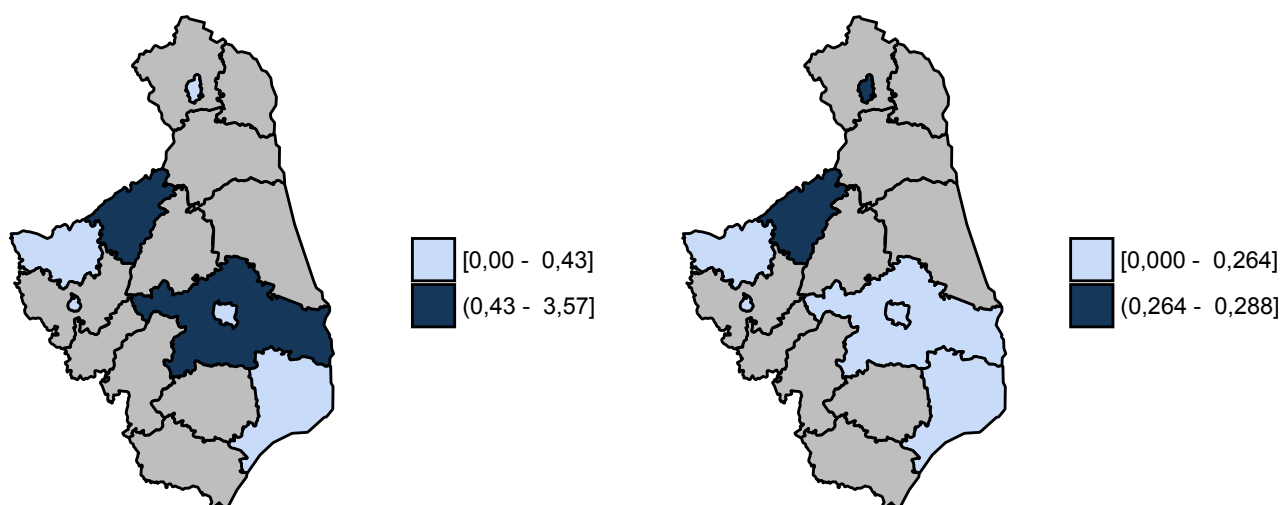 [0,00 - 0,43]
(0,43 - 3,57]
[0,000 - 0,264]
(0,264 - 0,288]